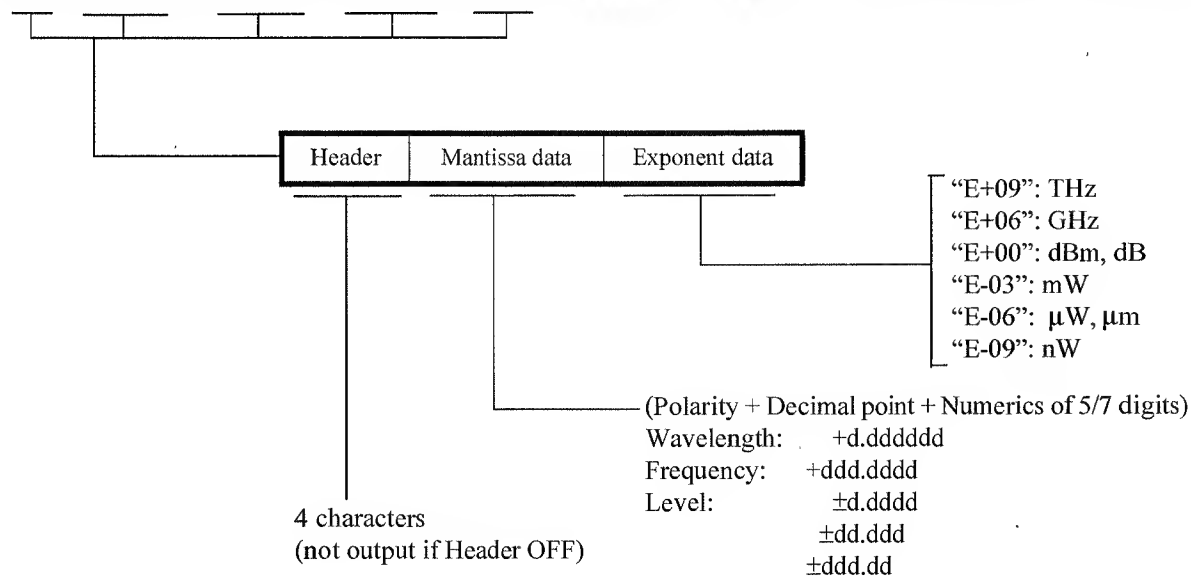 Header Mantissa data Exponent data
“E+09”: THz
“E+06”: GHz
“E+00”: dBm, dB
“E-03”: mW
“E-06”: μW, μm
“E-09”: nW
(Polarity + Decimal point + Numerics of 5/7 digits)
Wavelength: +d.dddddd
Frequency: +ddd.dddd
Level: ±d.dddd
±dd.ddd
±ddd.dd
4 characters
(not output if Header OFF)